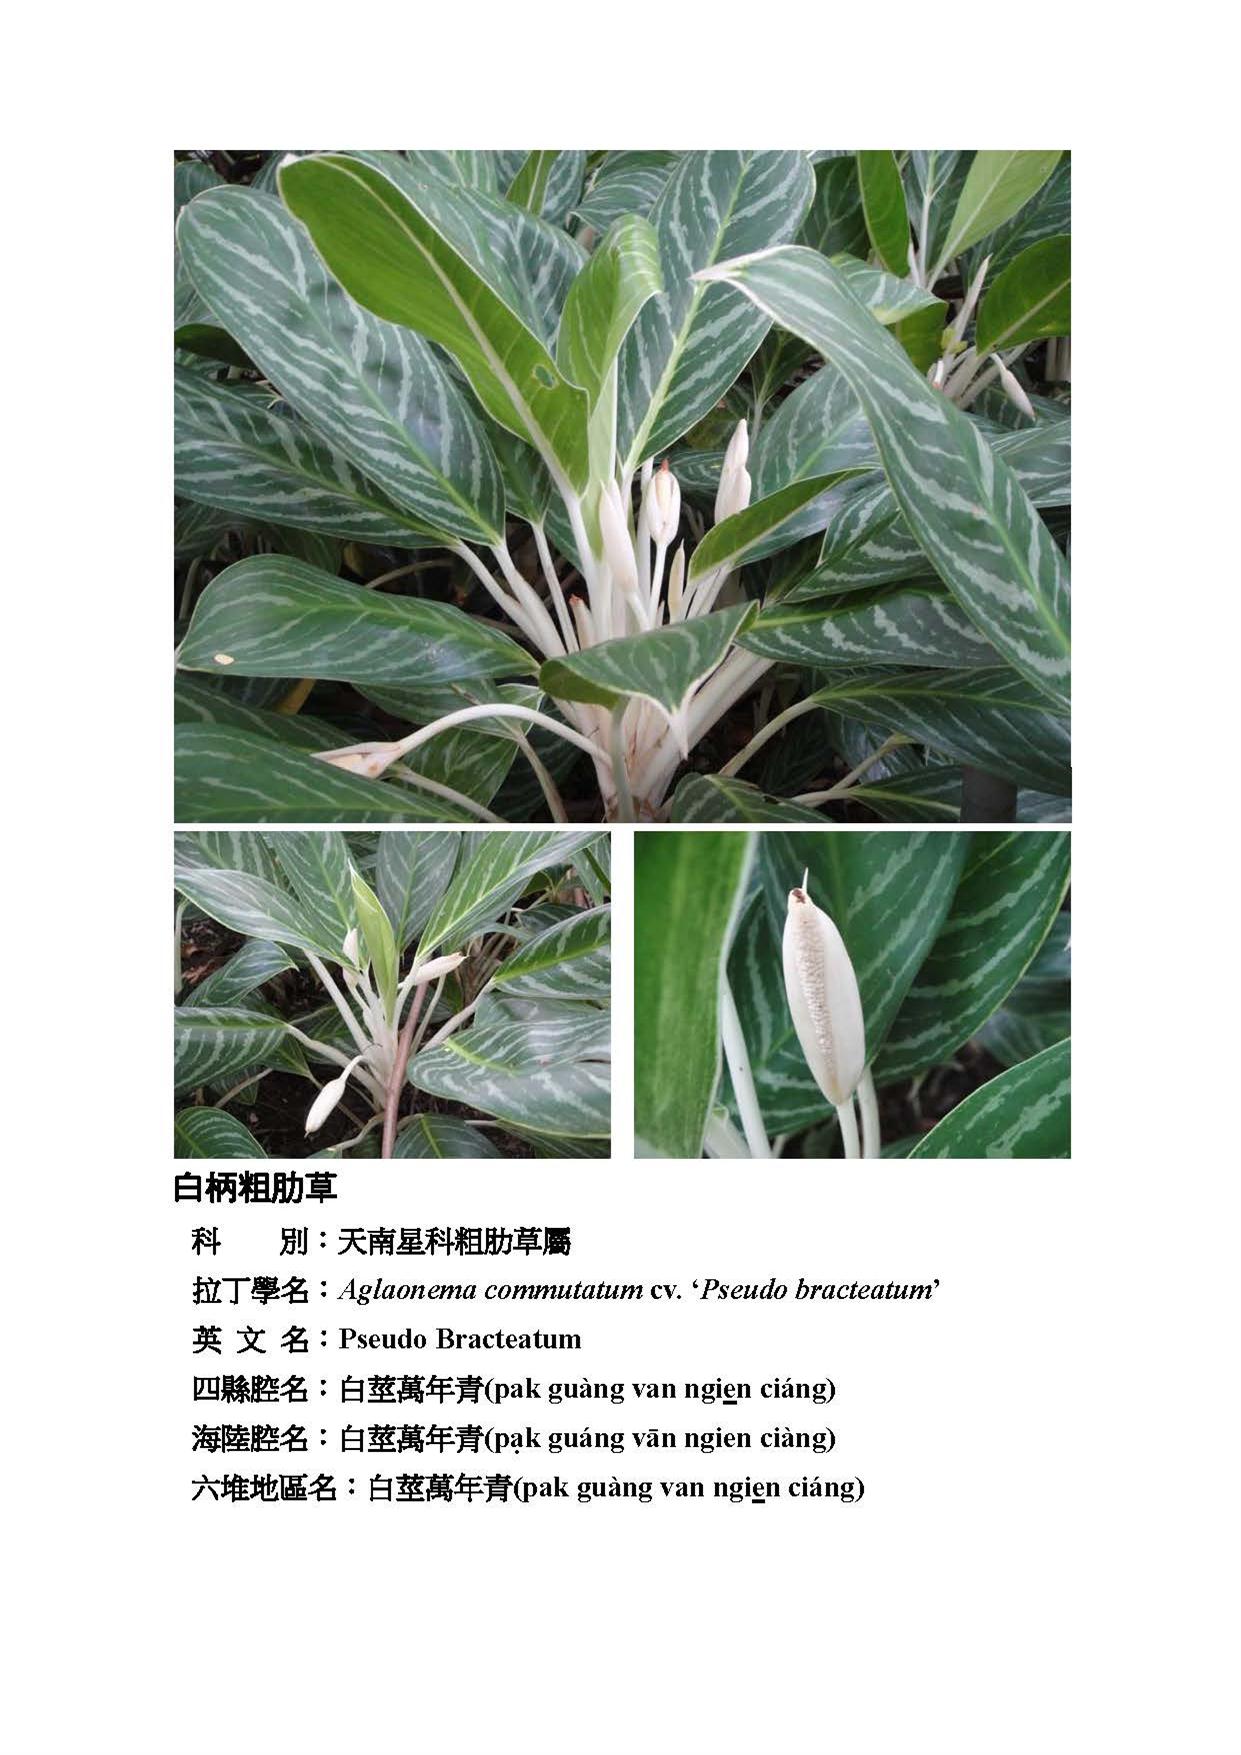 白柄粗肋草
科　　別：天南星科粗肋草屬
拉丁學名：Aglaonema commutatum cv. ‘Pseudo bracteatum’
英 文 名：Pseudo Bracteatum
四縣腔名：白莖萬年青(pak guàng van ngien ciáng)
海陸腔名：白莖萬年青(pạk guáng vān ngien ciàng)
六堆地區名：白莖萬年青(pak guàng van ngien ciáng)